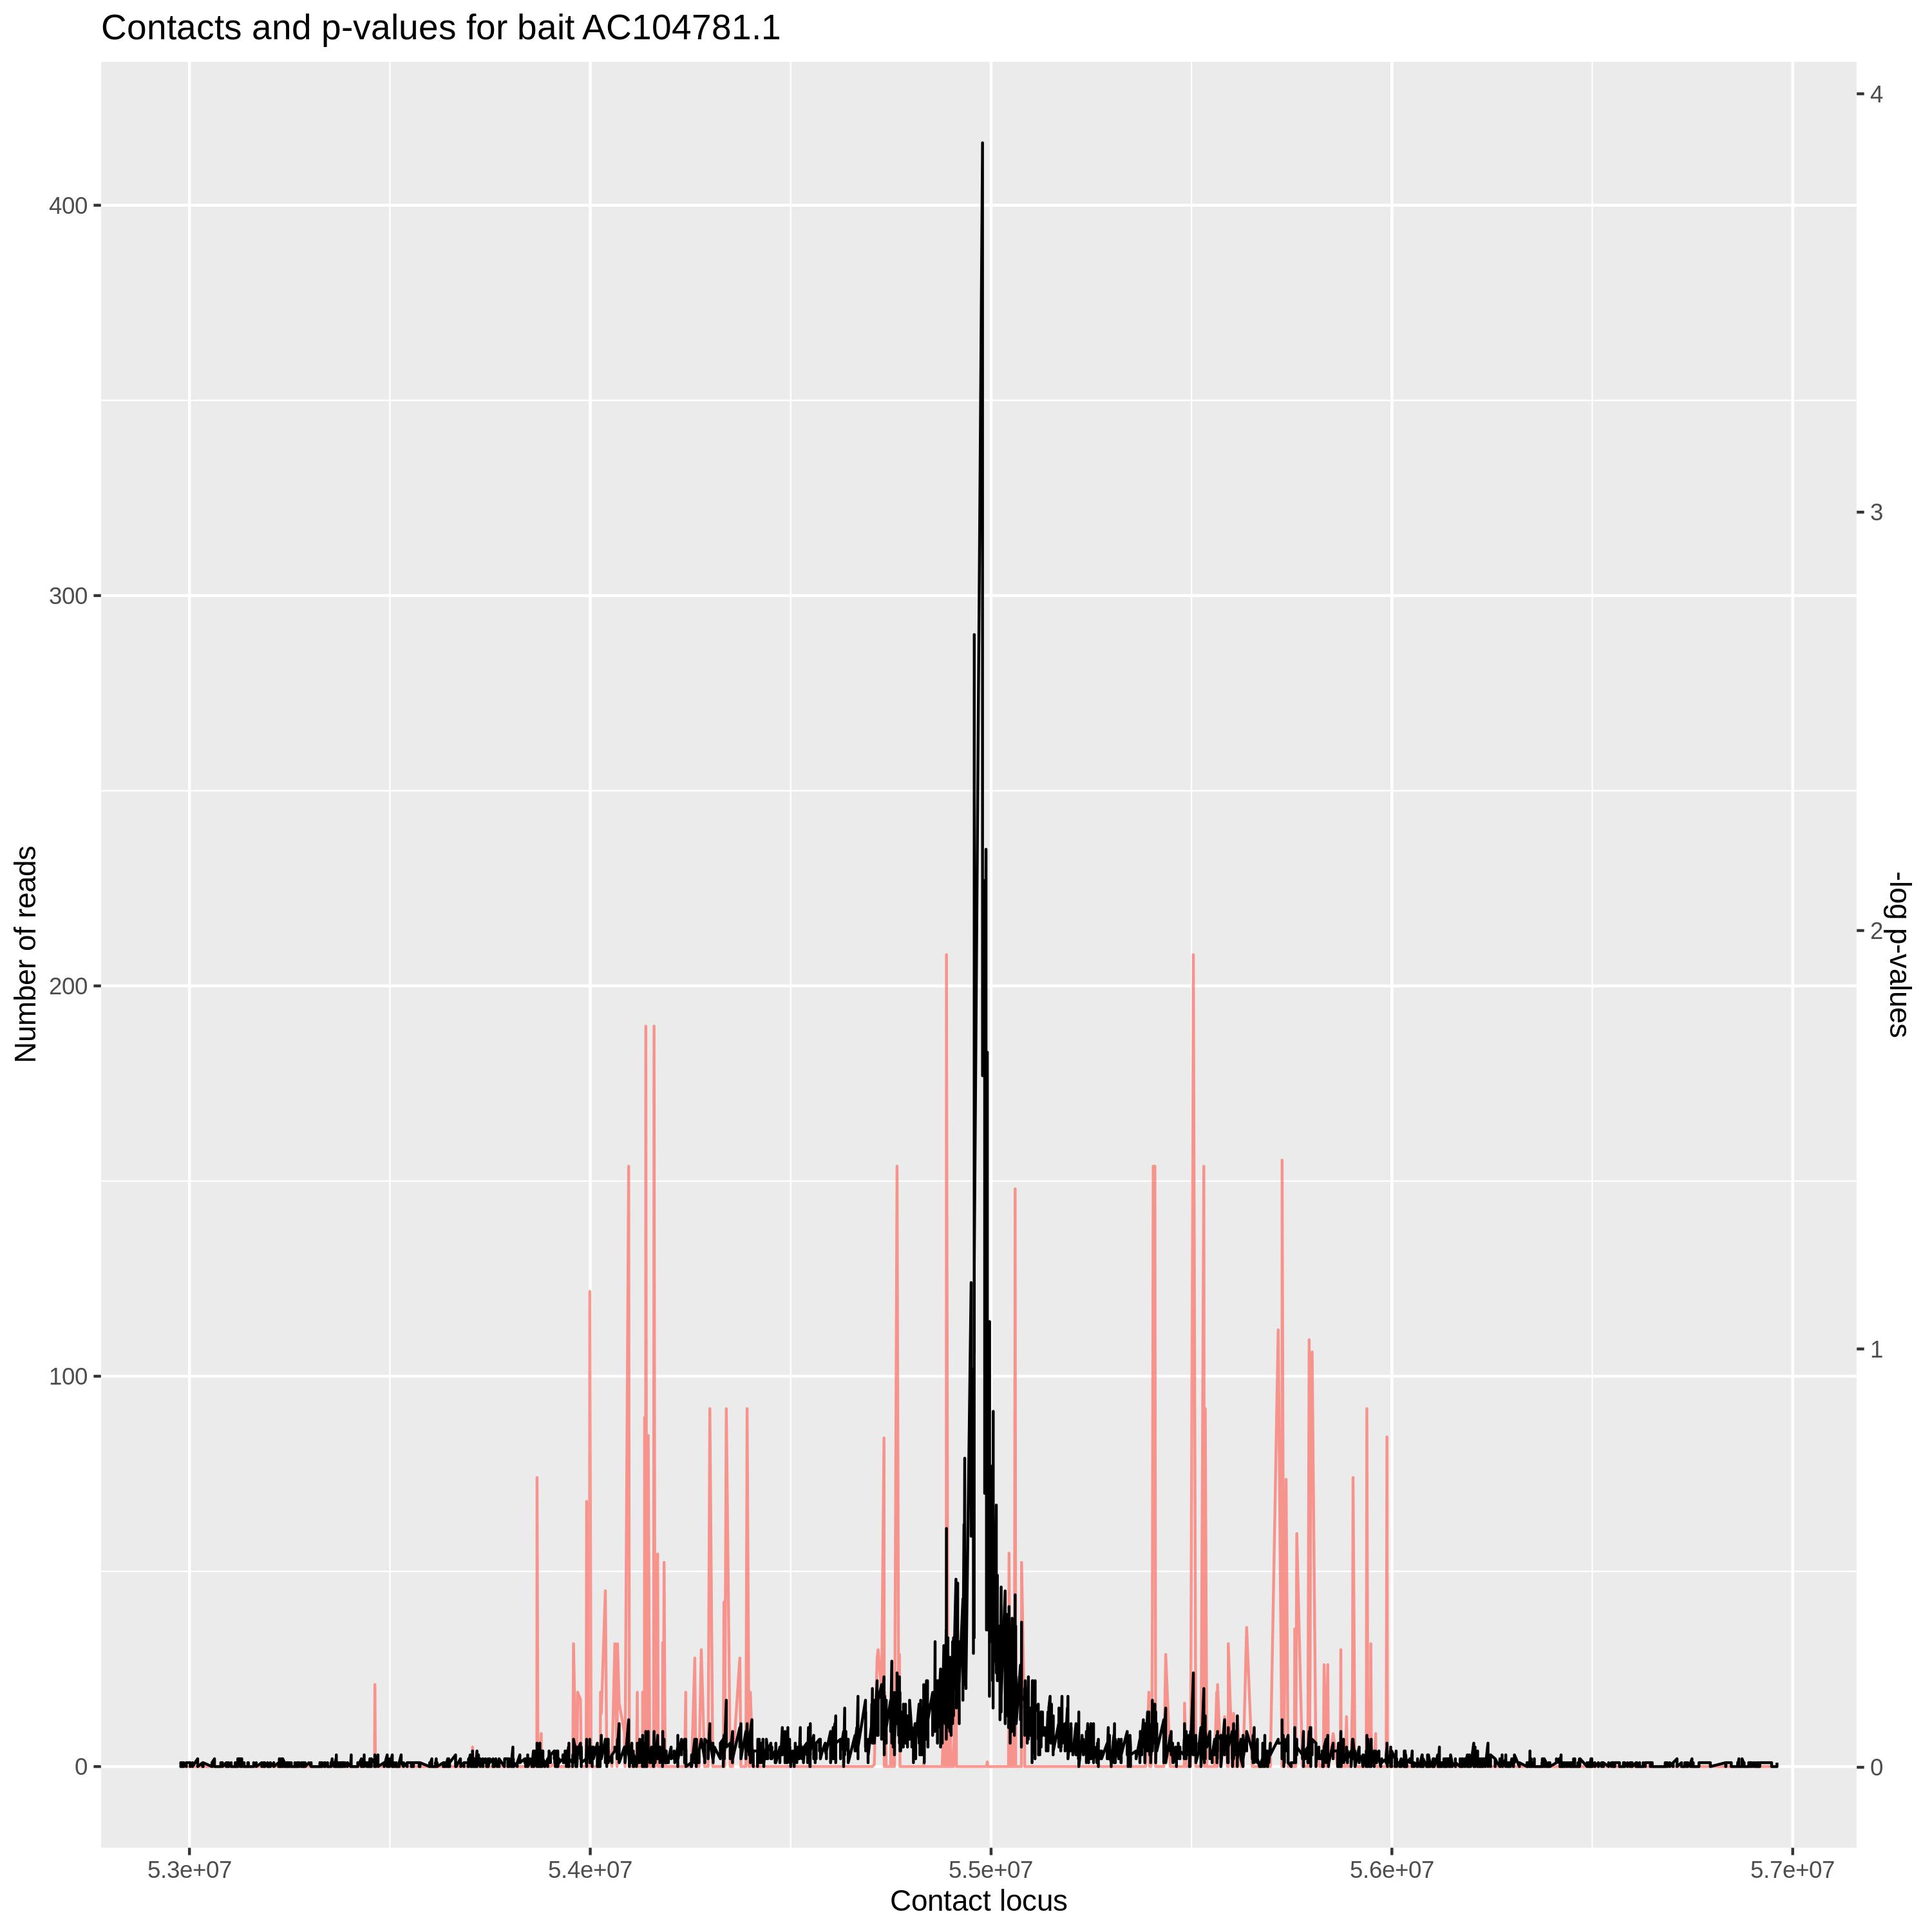 Contacts and p-values for bait AC104781.1
Number of reads
400
300
200
100
0
4
3
2
1
0
-log p-values
5.3e+07
5.4e+07
5.5e+07
5.6e+07
5.7e+07
Contact locus